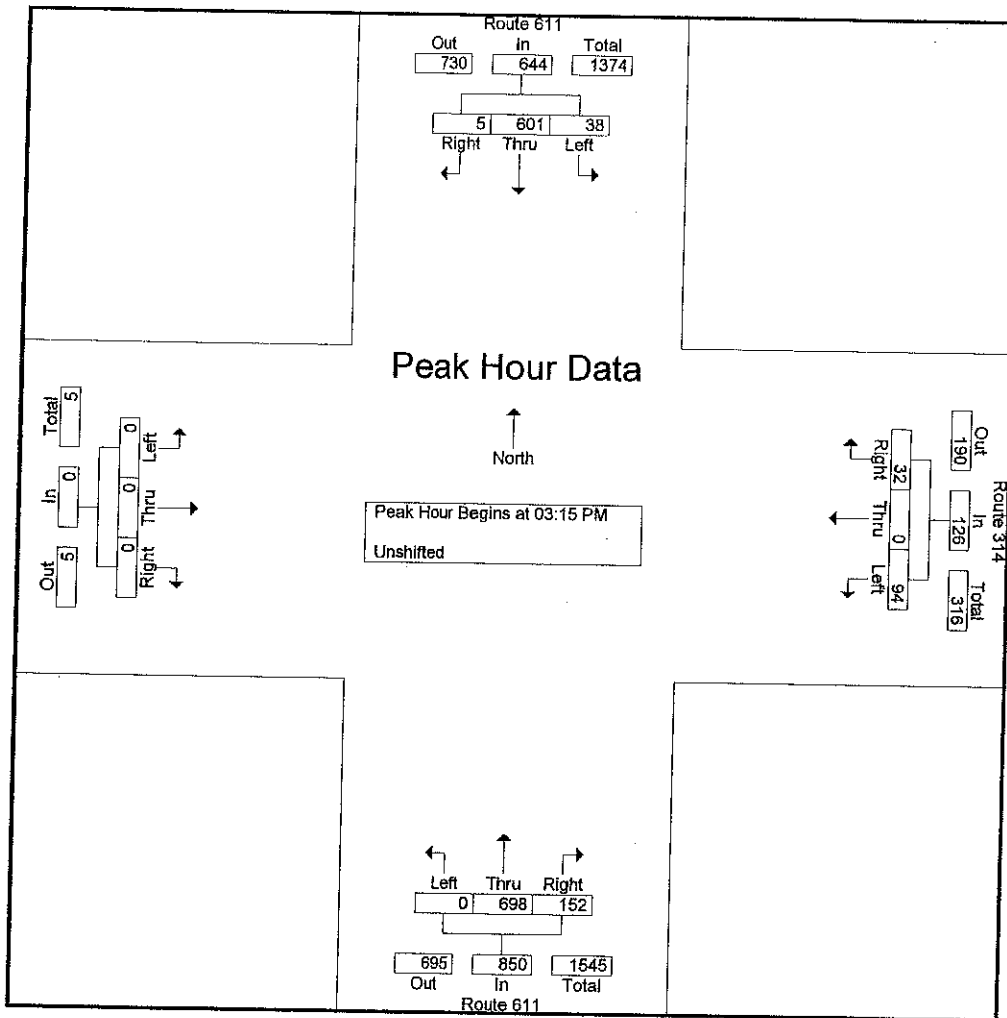 Route 611
Out In Total
730 644 1374
5 601 38
Right Thru Left
Peak Hour Data
North
Peak Hour Begins at 03:15 PM
Unshifted
Total In Out
5 0 5
0 0 0
Left Thru Right
Route 314
Out In Total
190 126 316
32 0 94
Right Thru Left
Left Thru Right
0 698 152
695 850 1545
Out In Total
Route 611